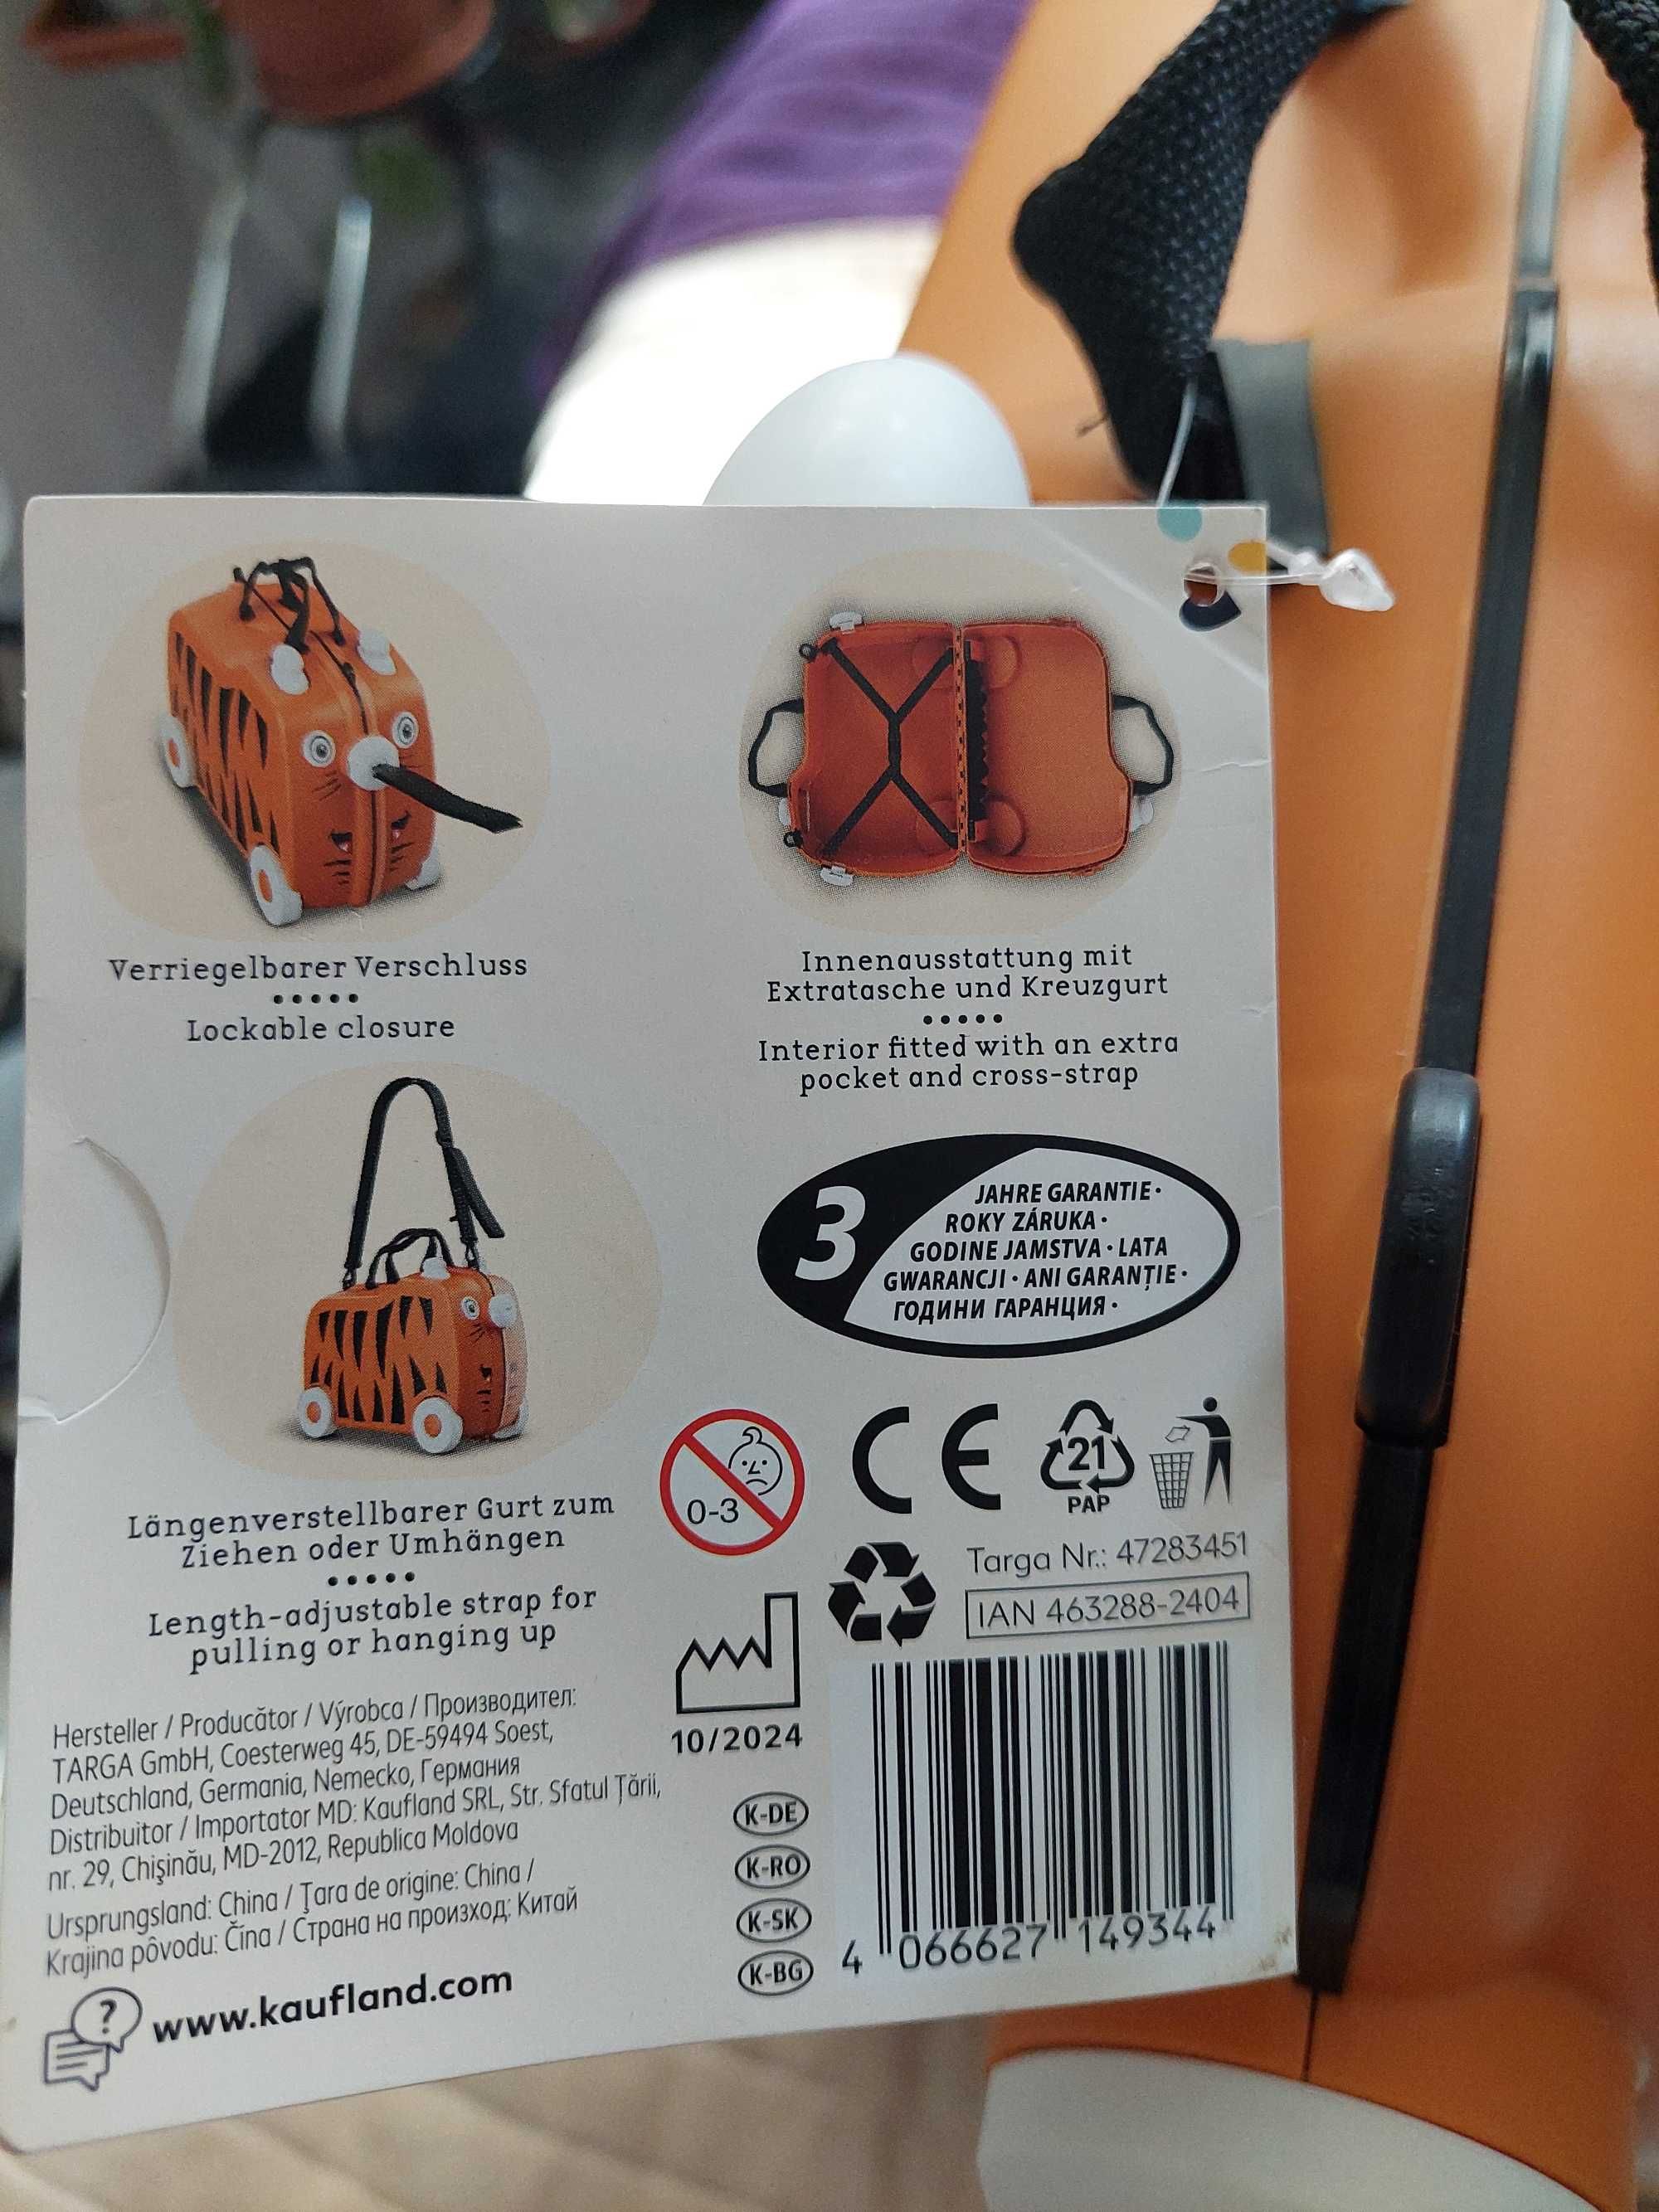 Verriegelbarer Verschluss
Lockable closure
Innenausstattung mit
Extratasche und Kreuzgurt
Interior fitted with an extra
pocket and cross-strap
Längenverstellbarer Gurt zum
Ziehen oder Umhängen
Length-adjustable strap for
pulling or hanging up
3
JAHRE GARANTIE •
ROKY ZÁRUKA •
GODINE JAMSTVA • LATA
GWARANCJI • ANI GARANȚIE •
ГОДИНИ ГАРАНЦИЯ •
0-3
CE
21
PAP
Targa Nr.: 47283451
IAN 463288-2404
10/2024
Hersteller / Producător / Výrobca / Производител:
TARGA GmbH, Coesterweg 45, DE-59494 Soest,
Deutschland, Germania, Nemecko, Германия
Distribuitor / Importator MD: Kaufland SRL, Str. Sfatul Țării,
nr. 29, Chișinău, MD-2012, Republica Moldova
Ursprungsland: China / Țara de origine: China /
Krajina pôvodu: Čína / Страна на произход: Китай
?
www.kaufland.com
K-DE
K-RO
K-SK
K-BG
4 066627 149344